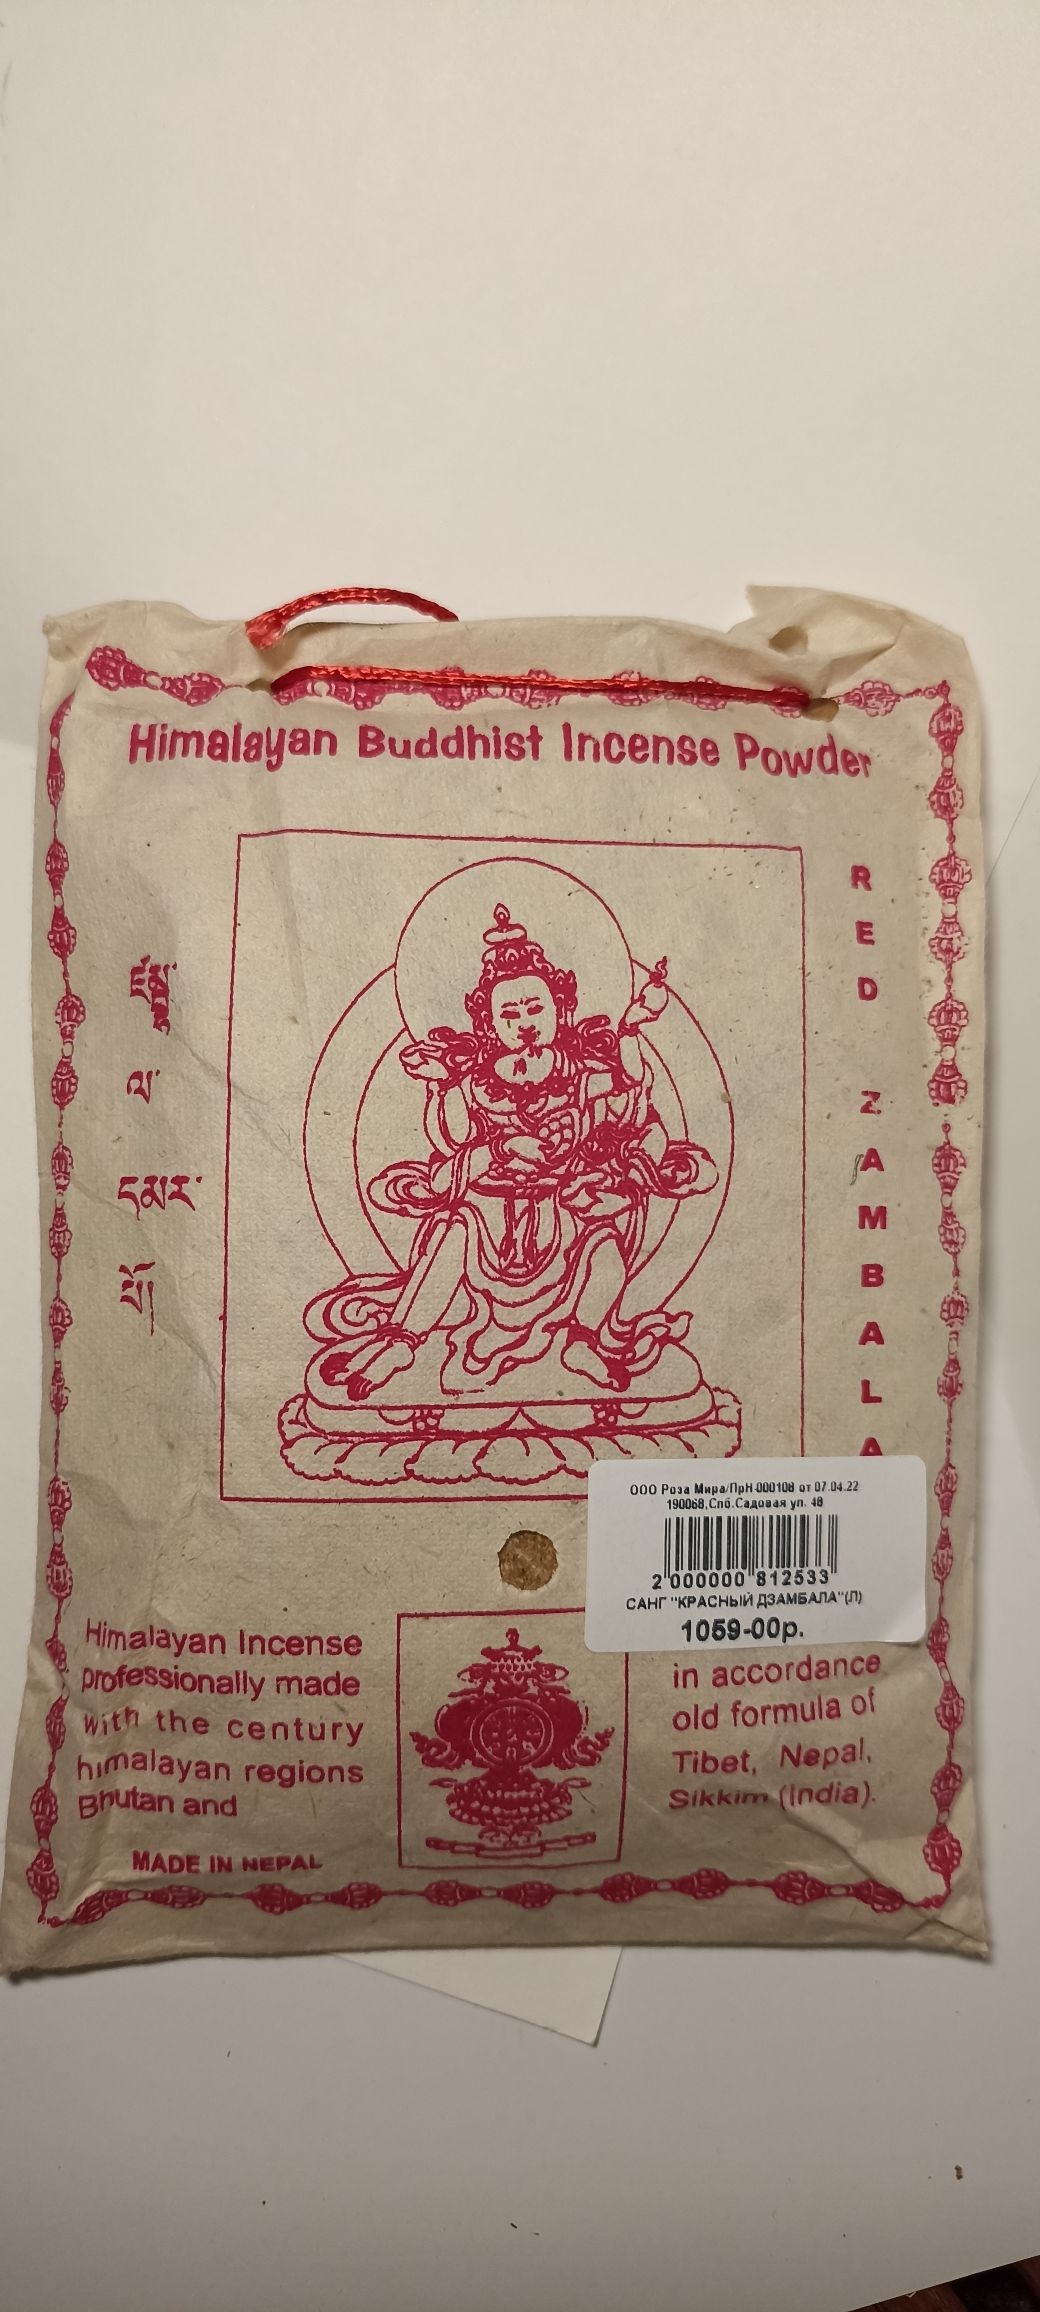 Himalayan Buddhist Incense Powder
ཛམྦྷ་
ལ་
དམར་
པོ།
RED ZAMBALA
ООО Роза Мира/ПрН-000108 от 07.04.22
190068,Спб.Садовая ул. 48
2 000000 812533
САНГ "КРАСНЫЙ ДЗАМБАЛА"(Л)
1059-00р.
Himalayan Incense
professionally made
with the century
himalayan regions
Bhutan and
in accordance
old formula of
Tibet, Nepal,
Sikkim (India).
MADE IN NEPAL